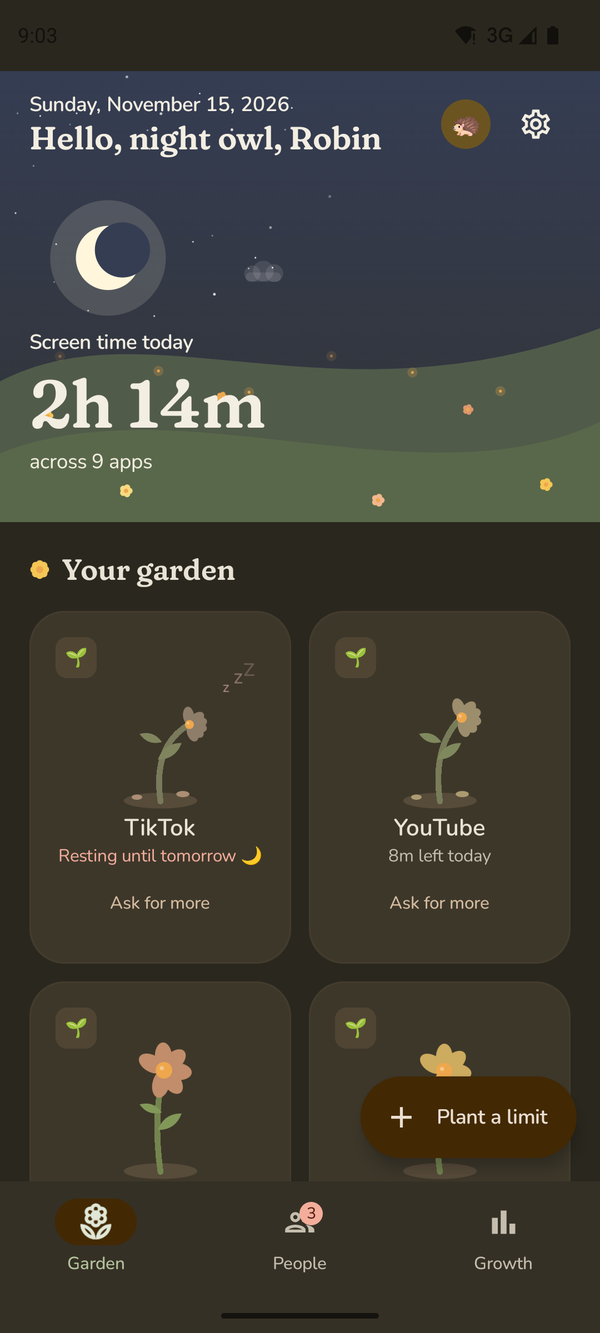 9:03
3G
Sunday, November 15, 2026
Hello, night owl, Robin
Screen time today
2h 14m
across 9 apps
Your garden
z z Z
TikTok
Resting until tomorrow 🌙
Ask for more
YouTube
8m left today
Ask for more
+ Plant a limit
Garden
3
People
Growth